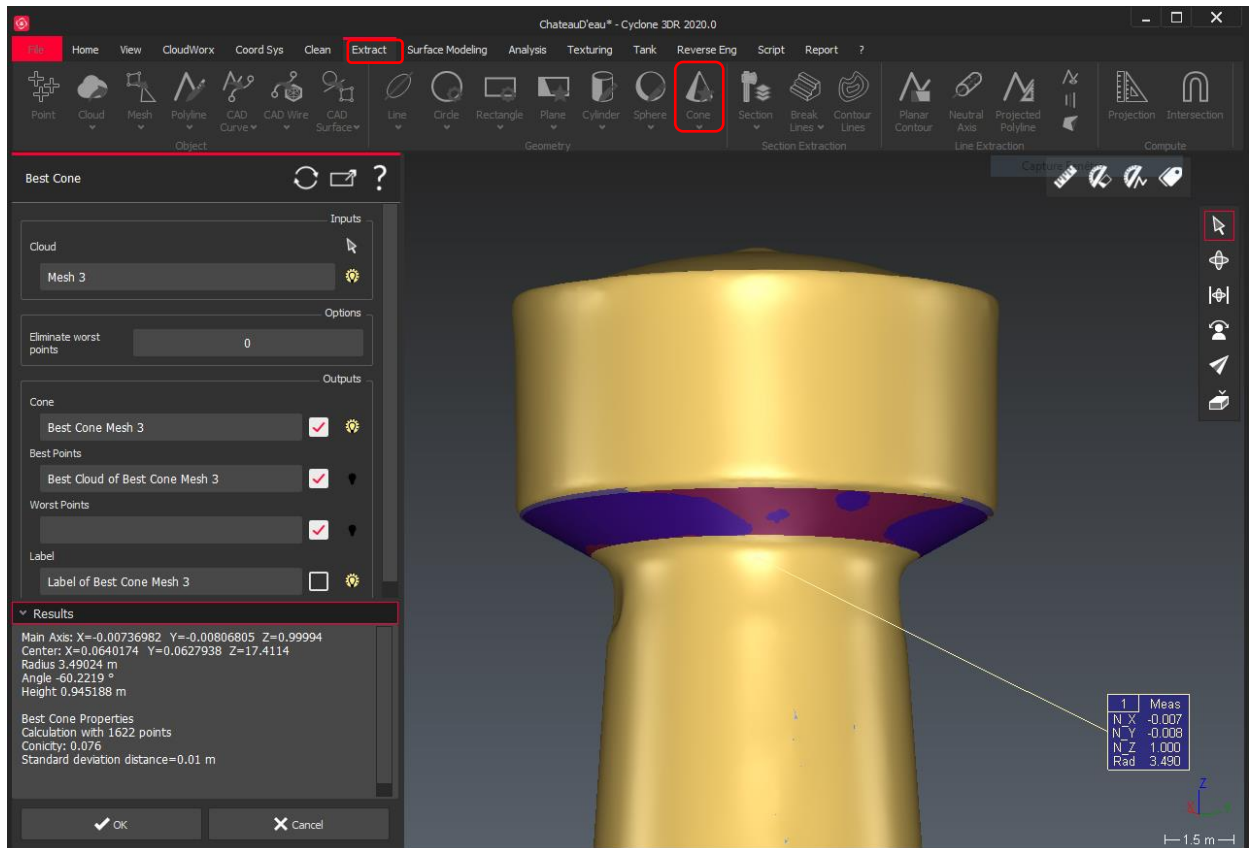 ChateauD'eau* - Cyclone 3DR 2020.0
File Home View CloudWorx Coord Sys Clean Extract Surface Modeling Analysis Texturing Tank Reverse Eng Script Report ?
Point Cloud Mesh Polyline CAD Curve CAD Wire CAD Surface Line Circle Rectangle Plane Cylinder Sphere Cone Section Break Lines Contour Lines Planar Contour Neutral Axis Projected Polyline Projection Intersection
Object Geometry Section Extraction Line Extraction Compute
Best Cone ?
Inputs
Cloud
Mesh 3
Options
Eliminate worst
points
0
Outputs
Cone
Best Cone Mesh 3
Best Points
Best Cloud of Best Cone Mesh 3
Worst Points
Label
Label of Best Cone Mesh 3
Results
Main Axis: X=-0.00736982 Y=-0.00806805 Z=0.99994
Center: X=0.0640174 Y=0.0627938 Z=17.4114
Radius 3.49024 m
Angle -60.2219 °
Height 0.945188 m
Best Cone Properties
Calculation with 1622 points
Conicity: 0.076
Standard deviation distance=0.01 m
OK Cancel
1 Meas
N_X -0.007
N_Y -0.008
N_Z 1.000
Rad 3.490
Z
1.5 m